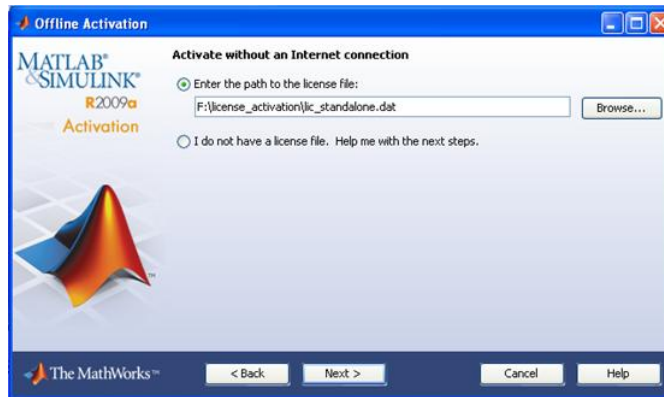 Offline Activation
MATLAB®
&SIMULINK®
R2009a
Activation
Activate without an Internet connection
Enter the path to the license file:
F:\license_activation\lic_standalone.dat
Browse...
I do not have a license file. Help me with the next steps.
TM
The MathWorks™
< Back
Next >
Cancel
Help